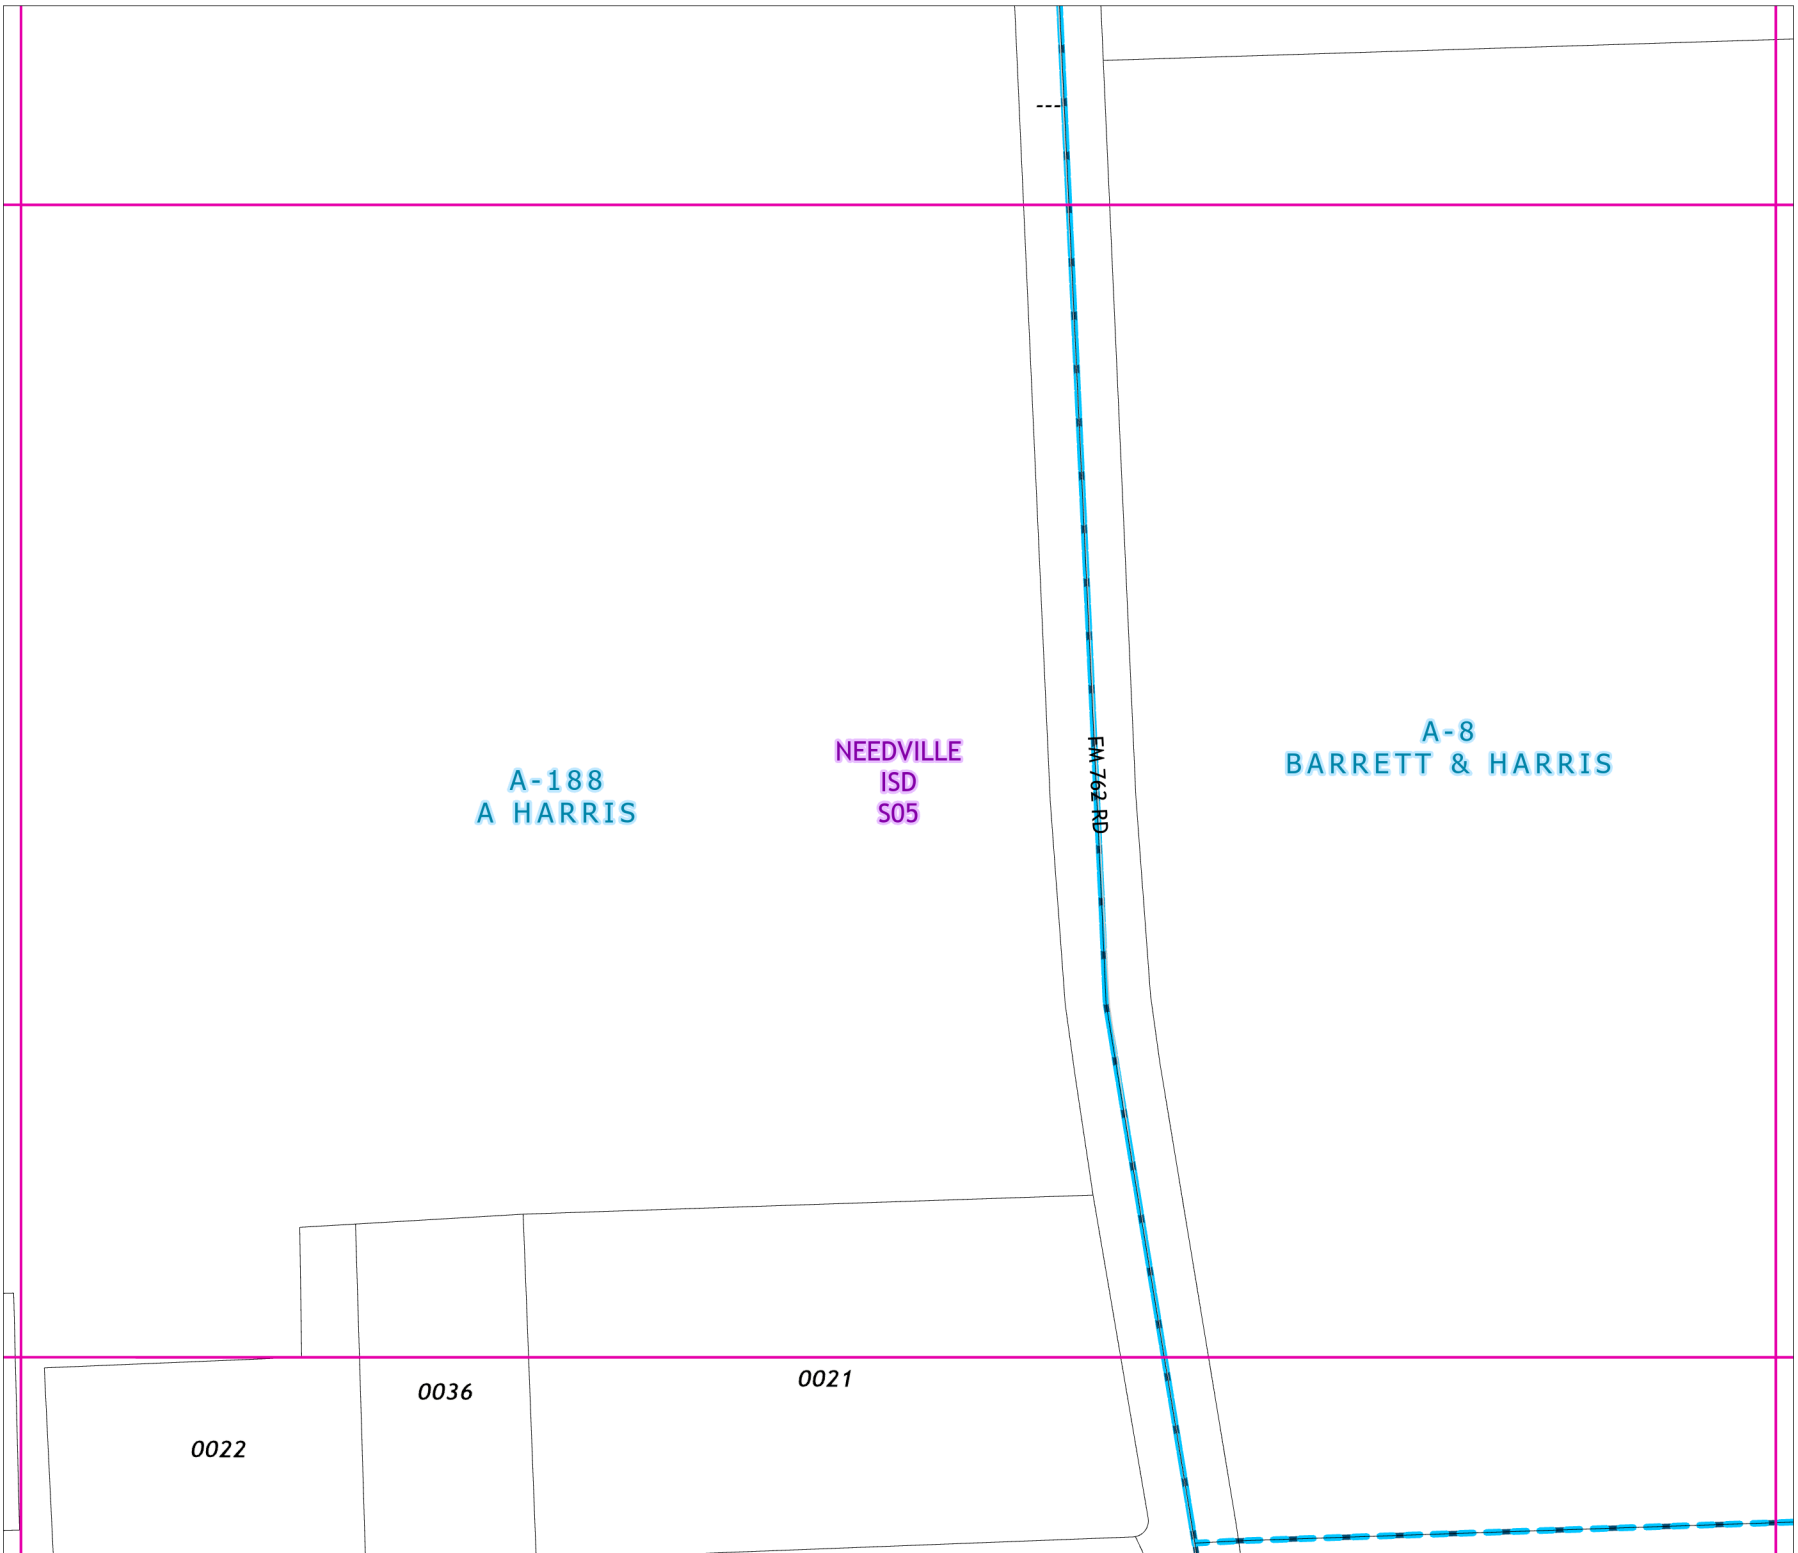 A-8
BARRETT & HARRIS
NEEDVILLE
ISD
S05
FM 762 RD
A-188
A HARRIS
0021
0036
0022